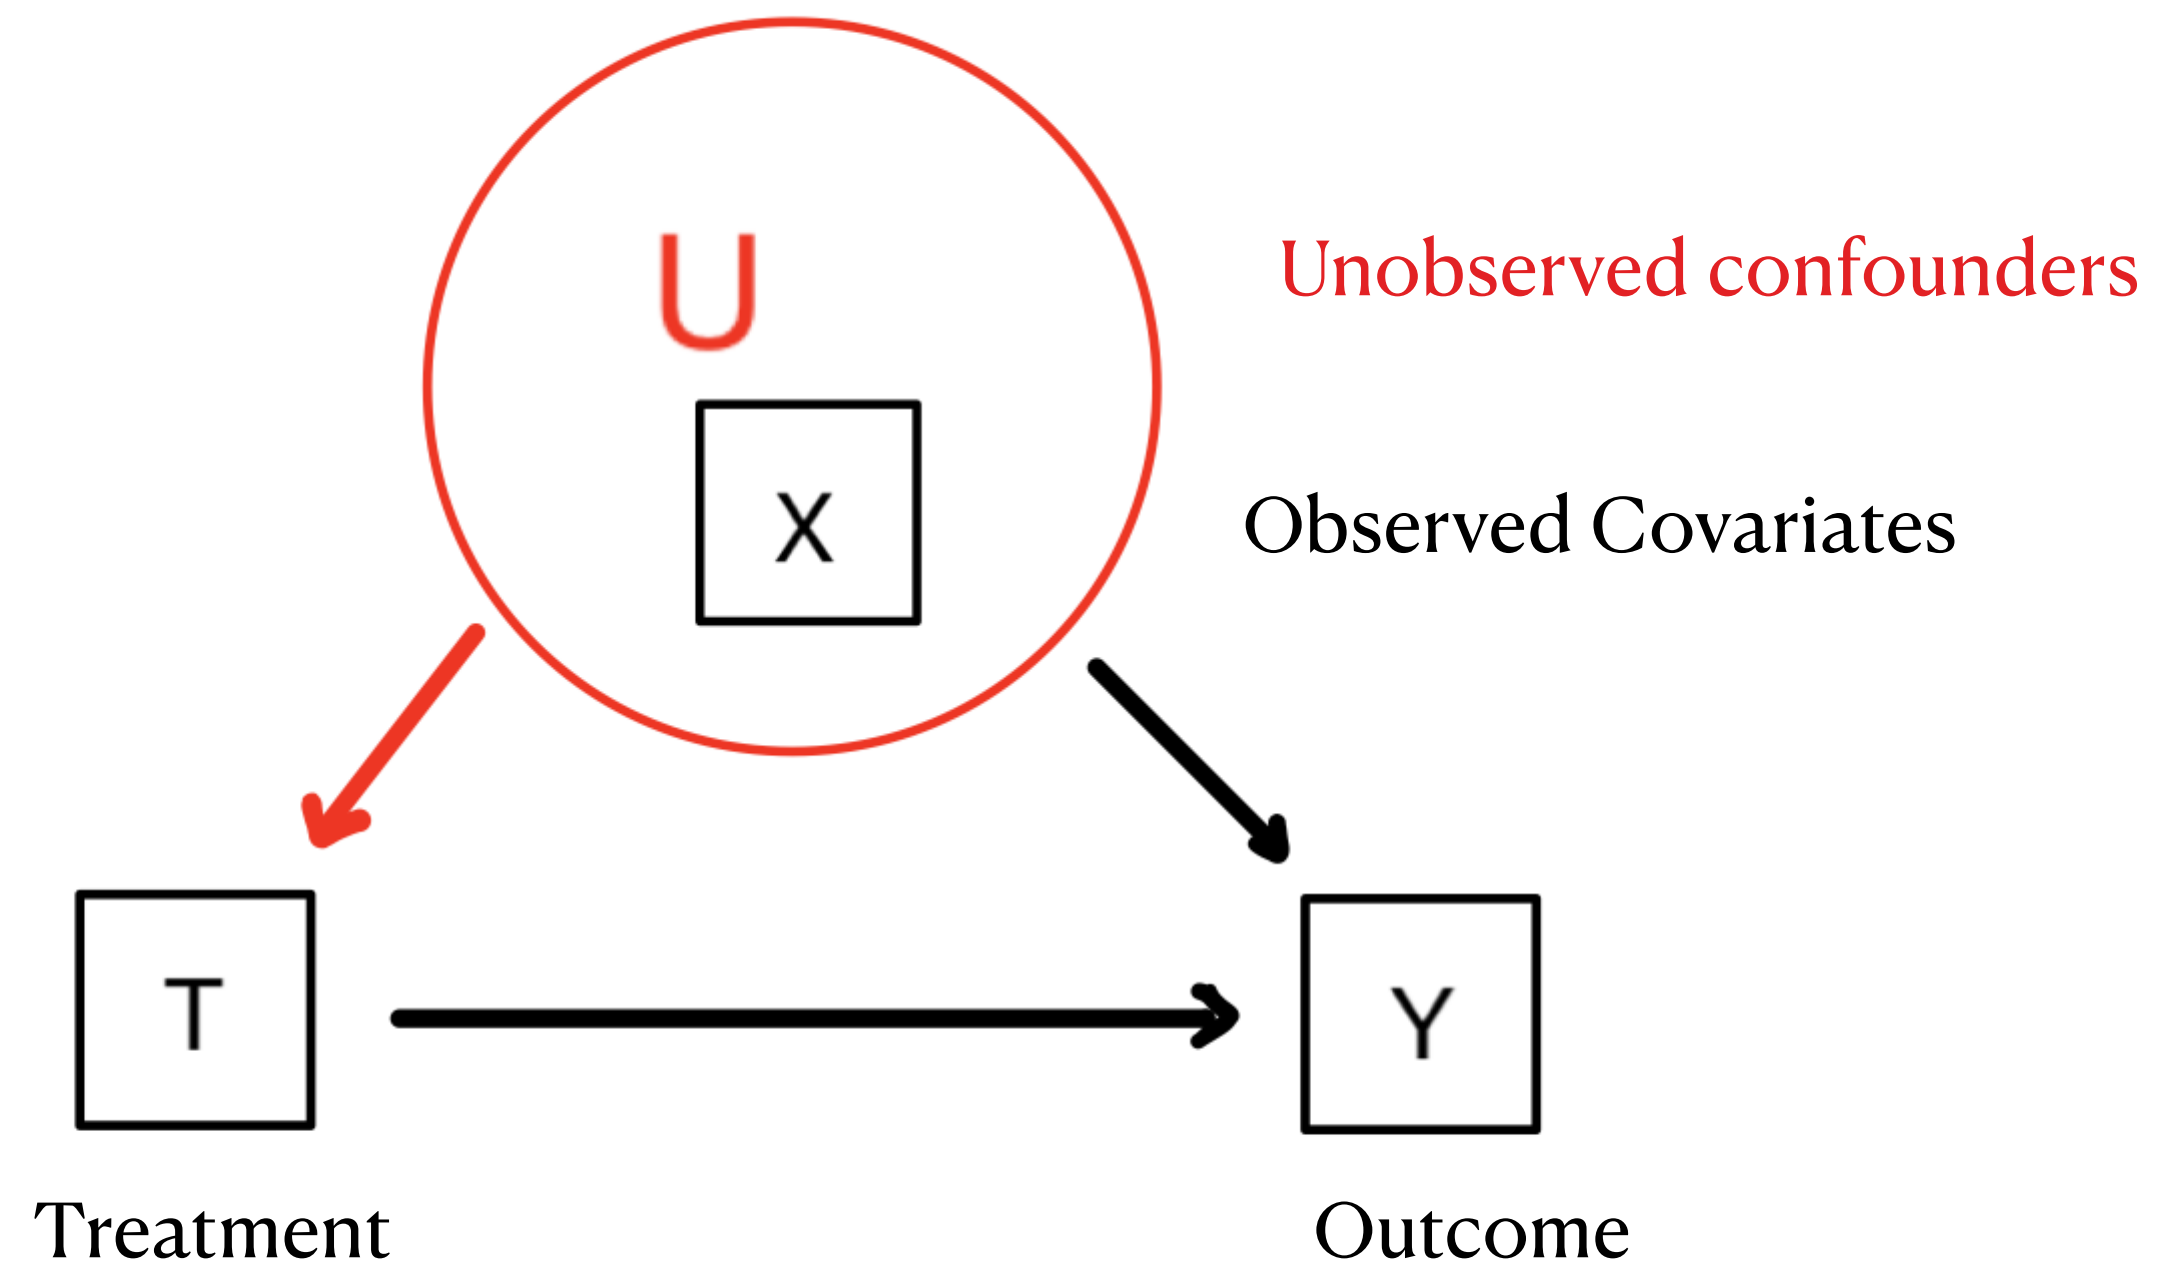 U
Unobserved confounders
X
Observed Covariates
T
Y
Treatment
Outcome